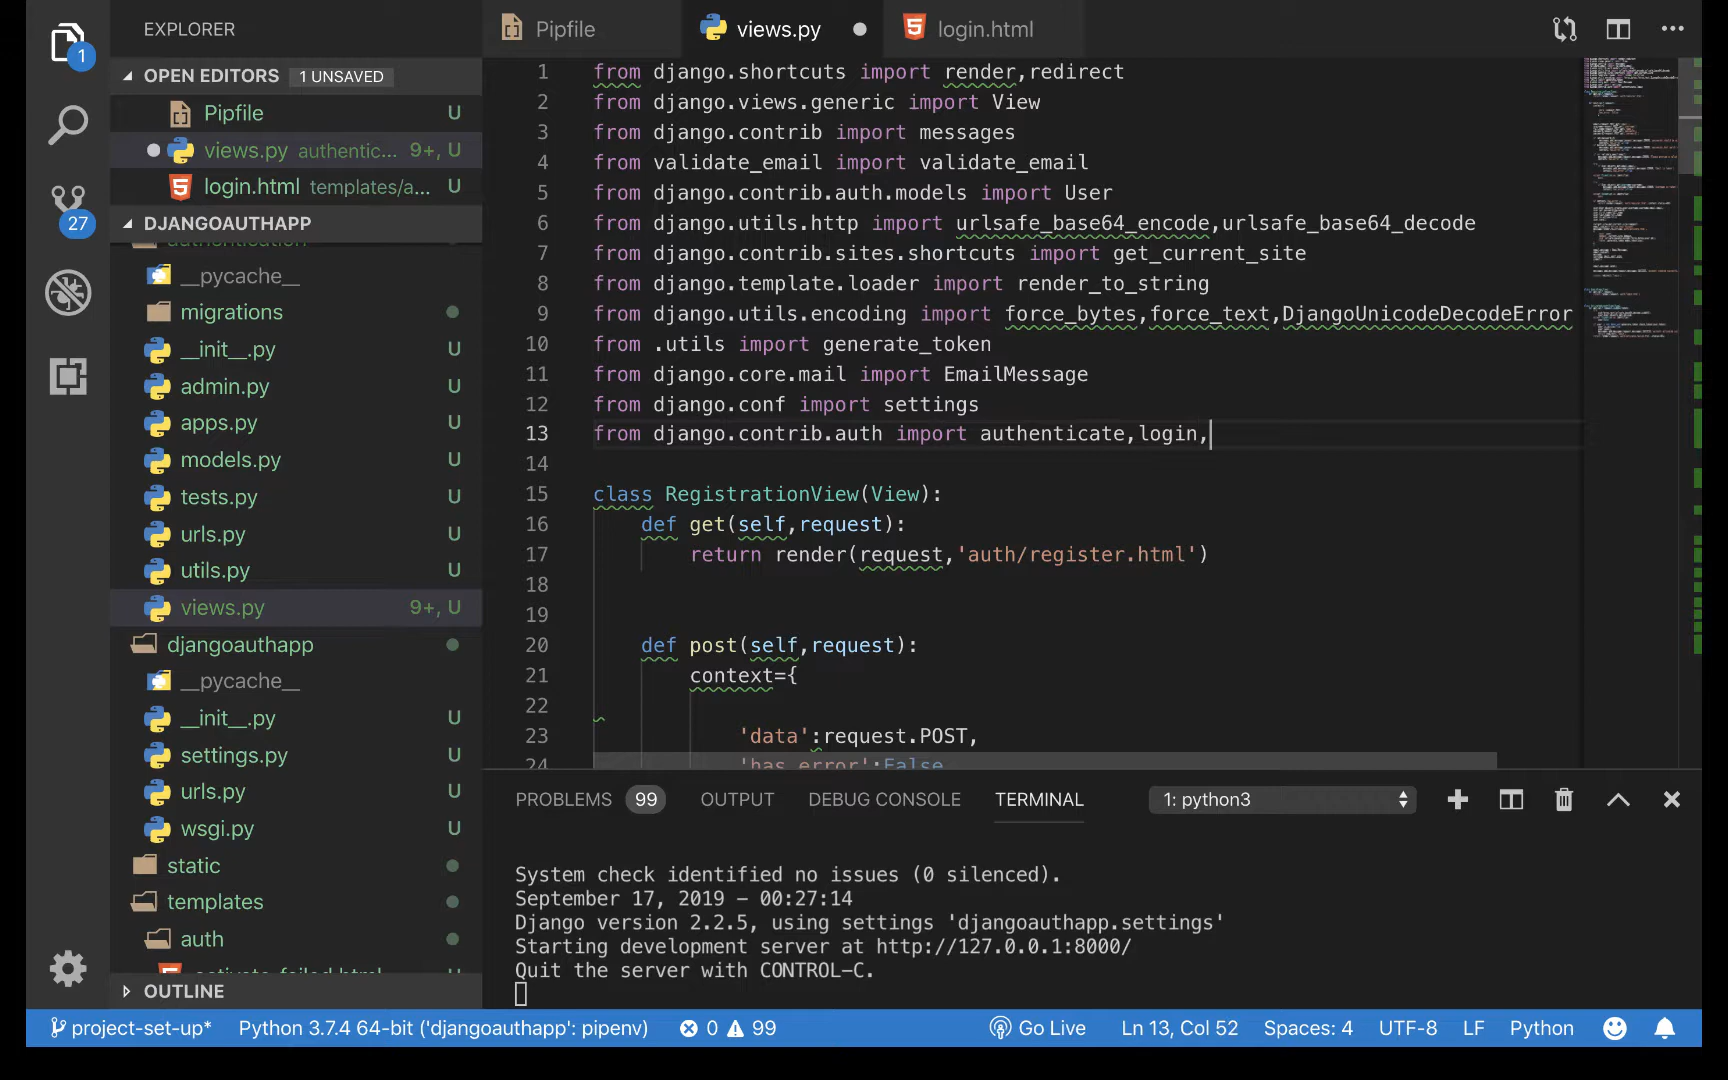 EXPLORER
Pipfile
views.py
login.html
1
OPEN EDITORS 1 UNSAVED
Pipfile U
views.py authentic... 9+, U
login.html templates/a... U
27
DJANGOAUTHAPP
authentication
__pycache__
migrations
__init__.py U
admin.py U
apps.py U
models.py U
tests.py U
urls.py U
utils.py U
views.py 9+, U
djangoauthapp
__pycache__
__init__.py U
settings.py U
urls.py U
wsgi.py U
static
templates
auth
activate_failed.html
OUTLINE
1 from django.shortcuts import render,redirect
2 from django.views.generic import View
3 from django.contrib import messages
4 from validate_email import validate_email
5 from django.contrib.auth.models import User
6 from django.utils.http import urlsafe_base64_encode,urlsafe_base64_decode
7 from django.contrib.sites.shortcuts import get_current_site
8 from django.template.loader import render_to_string
9 from django.utils.encoding import force_bytes,force_text,DjangoUnicodeDecodeError
10 from .utils import generate_token
11 from django.core.mail import EmailMessage
12 from django.conf import settings
13 from django.contrib.auth import authenticate,login,
14
15 class RegistrationView(View):
16 def get(self,request):
17 return render(request,'auth/register.html')
18
19
20 def post(self,request):
21 context={
22
23 'data':request.POST,
24 'has_error':False
PROBLEMS 99 OUTPUT DEBUG CONSOLE TERMINAL 1: python3
System check identified no issues (0 silenced).
September 17, 2019 - 00:27:14
Django version 2.2.5, using settings 'djangoauthapp.settings'
Starting development server at http://127.0.0.1:8000/
Quit the server with CONTROL-C.
project-set-up* Python 3.7.4 64-bit ('djangoauthapp': pipenv) 0 99 Go Live Ln 13, Col 52 Spaces: 4 UTF-8 LF Python